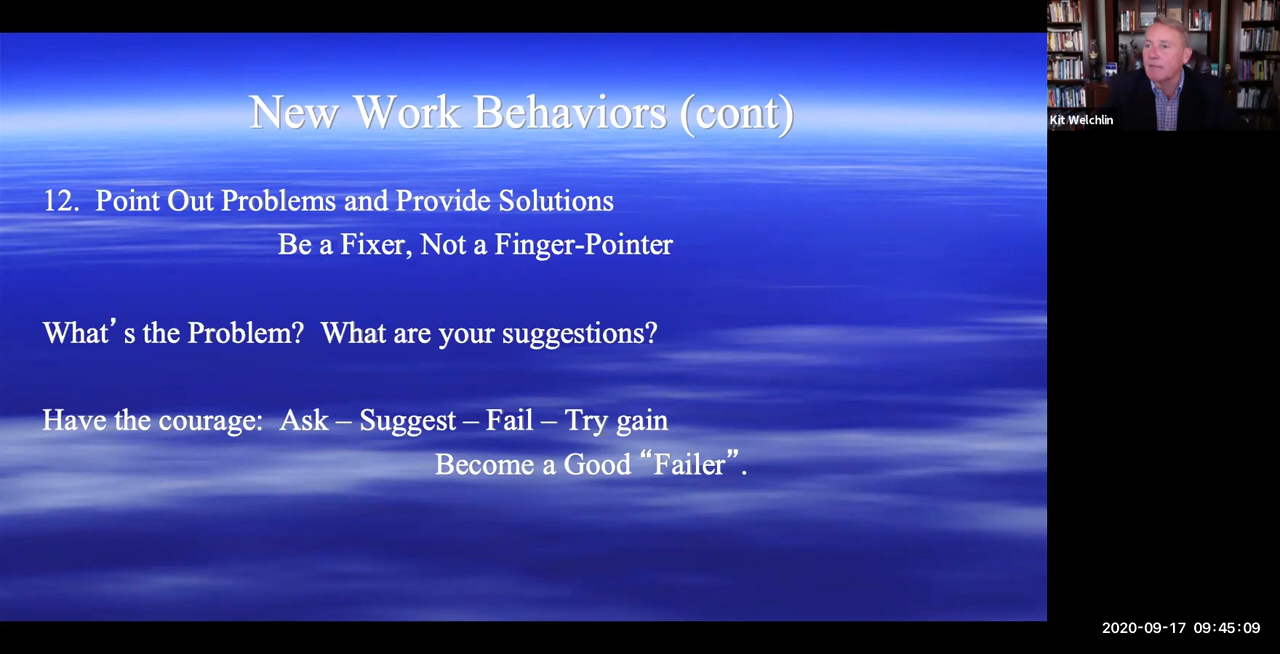 New Work Behaviors (cont)
12. Point Out Problems and Provide Solutions
Be a Fixer, Not a Finger-Pointer
What’s the Problem? What are your suggestions?
Have the courage: Ask – Suggest – Fail – Try gain
Become a Good “Failer”.
Kit Welchlin
2020-09-17 09:45:09